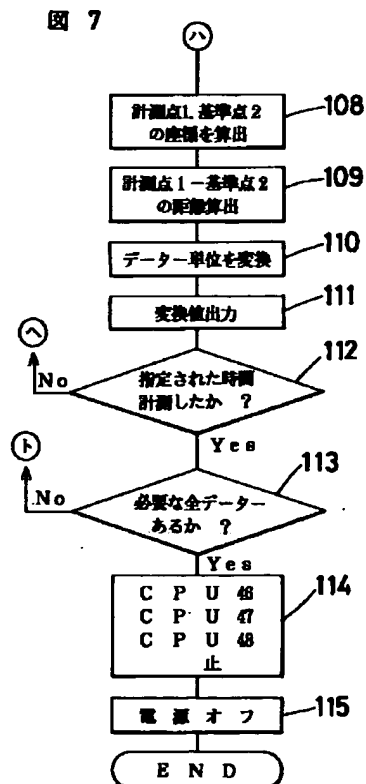 図 7
ハ
計測点1、基準点2
の座標を算出
108
計測点1－基準点2
の距離算出
109
データー単位を変換
110
変換値出力
111
ヘ
No
指定された時間
計測したか ?
112
Yes
ト
No
必要な全データー
あるか ?
113
Yes
C P U 46
C P U 47
C P U 48
止
114
電 源 オ フ
115
E N D